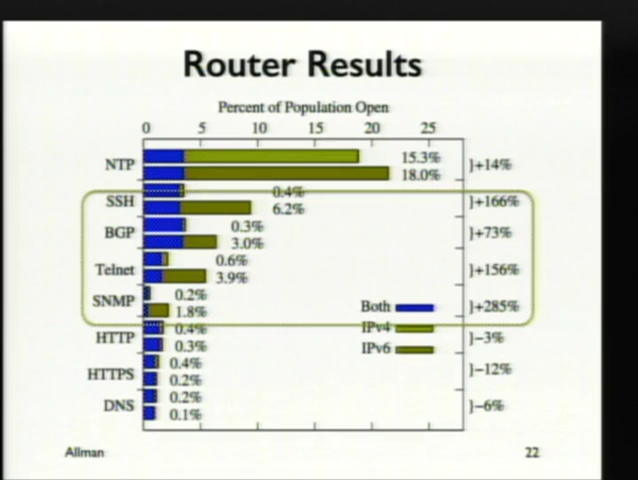 Router Results
Percent of Population Open
0 5 10 15 20 25
NTP 15.3% }+14%
18.0%
SSH 0.4% }+166%
6.2%
BGP 0.3% }+73%
3.0%
Telnet 0.6% }+156%
3.9%
SNMP 0.2% }+285%
1.8%
Both
IPv4
IPv6
HTTP 0.4% }−3%
0.3%
HTTPS 0.4% }−12%
0.2%
DNS 0.2% }−6%
0.1%
Allman 22